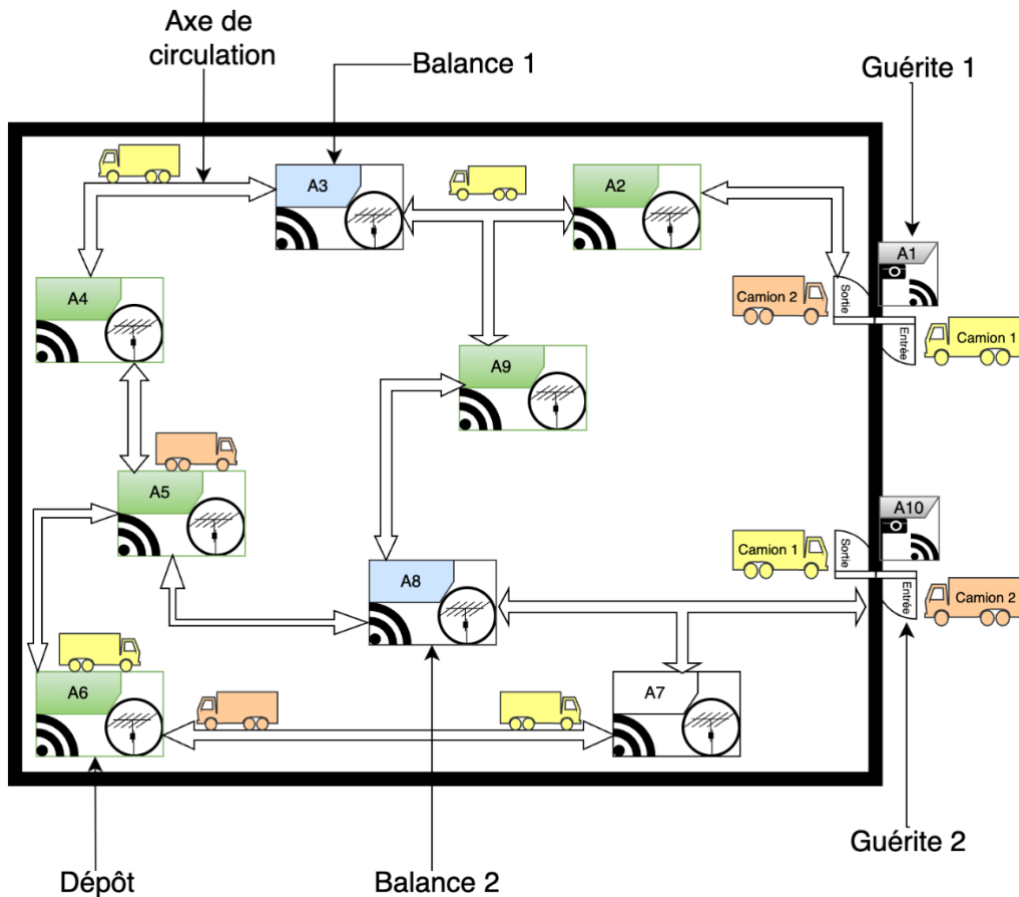 Axe de
circulation
Balance 1
Guérite 1
A3
A2
A1
A4
Camion 2
Sortie
Entrée
Camion 1
A9
A5
A10
Camion 1
Sortie
A8
Entrée
Camion 2
A6
A7
Guérite 2
Dépôt
Balance 2